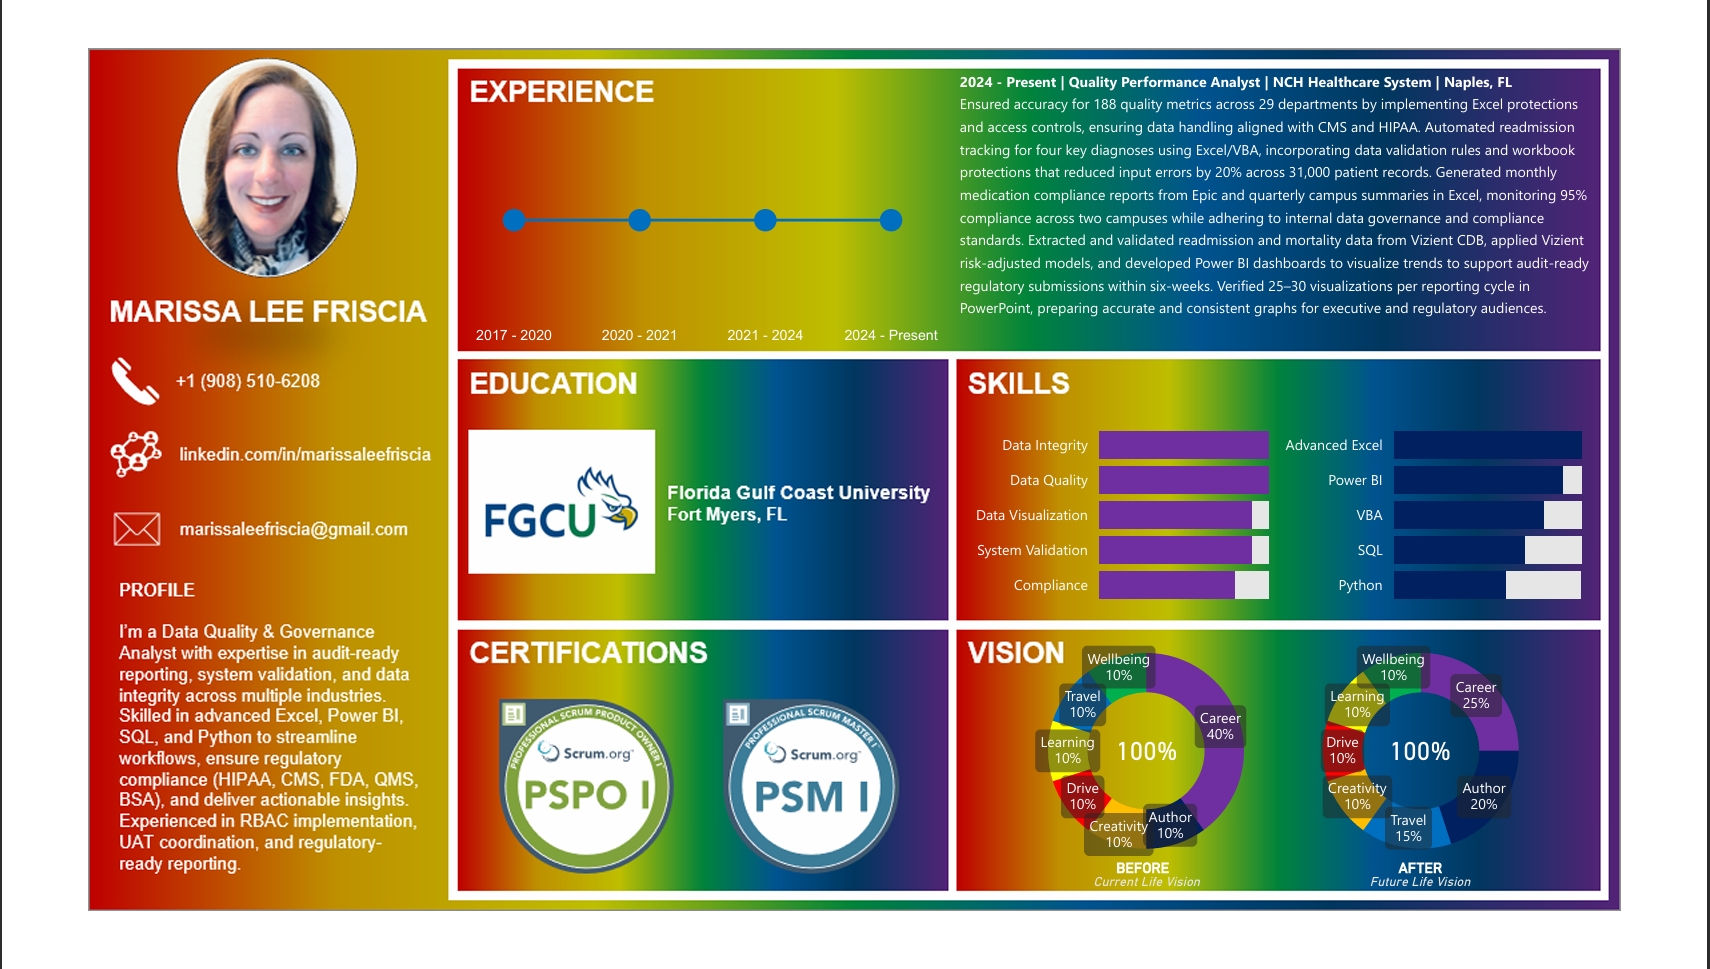 MARISSA LEE FRISCIA
+1 (908) 510-6208
linkedin.com/in/marissaleefriscia
marissaleefriscia@gmail.com
PROFILE
I'm a Data Quality & Governance
Analyst with expertise in audit-ready
reporting, system validation, and data
integrity across multiple industries.
Skilled in advanced Excel, Power BI,
SQL, and Python to streamline
workflows, ensure regulatory
compliance (HIPAA, CMS, FDA, QMS,
BSA), and deliver actionable insights.
Experienced in RBAC implementation,
UAT coordination, and regulatory-
ready reporting.
EXPERIENCE
2017 - 2020
2020 - 2021
2021 - 2024
2024 - Present
2024 - Present | Quality Performance Analyst | NCH Healthcare System | Naples, FL
Ensured accuracy for 188 quality metrics across 29 departments by implementing Excel protections
and access controls, ensuring data handling aligned with CMS and HIPAA. Automated readmission
tracking for four key diagnoses using Excel/VBA, incorporating data validation rules and workbook
protections that reduced input errors by 20% across 31,000 patient records. Generated monthly
medication compliance reports from Epic and quarterly campus summaries in Excel, monitoring 95%
compliance across two campuses while adhering to internal data governance and compliance
standards. Extracted and validated readmission and mortality data from Vizient CDB, applied Vizient
risk-adjusted models, and developed Power BI dashboards to visualize trends to support audit-ready
regulatory submissions within six-weeks. Verified 25–30 visualizations per reporting cycle in
PowerPoint, preparing accurate and consistent graphs for executive and regulatory audiences.
EDUCATION
FGCU
Florida Gulf Coast University
Fort Myers, FL
SKILLS
Data Integrity
Data Quality
Data Visualization
System Validation
Compliance
Advanced Excel
Power BI
VBA
SQL
Python
CERTIFICATIONS
PROFESSIONAL SCRUM PRODUCT OWNER I
Scrum.org™
PSPO I
PROFESSIONAL SCRUM MASTER I
Scrum.org™
PSM I
VISION
Wellbeing
10%
Travel
10%
Learning
10%
Drive
10%
Creativity
10%
Author
10%
Career
40%
100%
BEFORE
Current Life Vision
Wellbeing
10%
Learning
10%
Drive
10%
Creativity
10%
Travel
15%
Author
20%
Career
25%
100%
AFTER
Future Life Vision